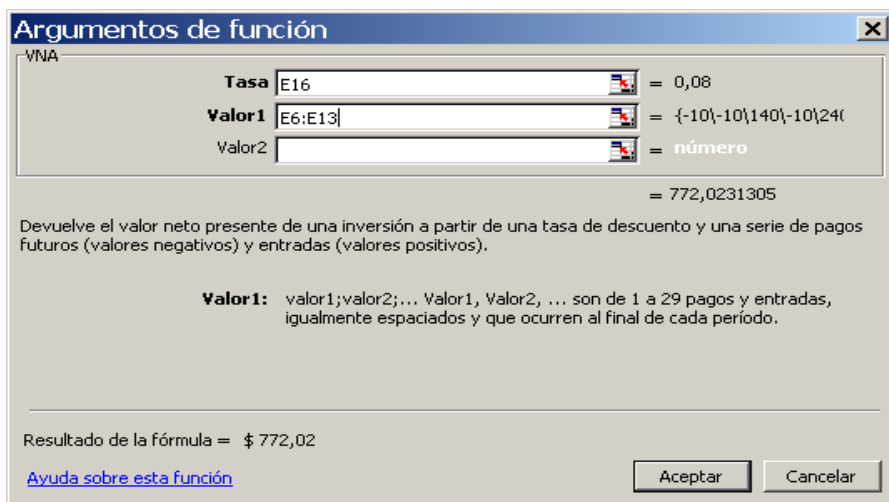 Argumentos de función
VNA
Tasa E16 = 0,08
Valor1 E6:E13 = {-10\-10\140\-10\24(
Valor2 = número
= 772,0231305
Devuelve el valor neto presente de una inversión a partir de una tasa de descuento y una serie de pagos
futuros (valores negativos) y entradas (valores positivos).
Valor1: valor1;valor2;... Valor1, Valor2, ... son de 1 a 29 pagos y entradas,
igualmente espaciados y que ocurren al final de cada período.
Resultado de la fórmula = $ 772,02
Ayuda sobre esta función
Aceptar
Cancelar